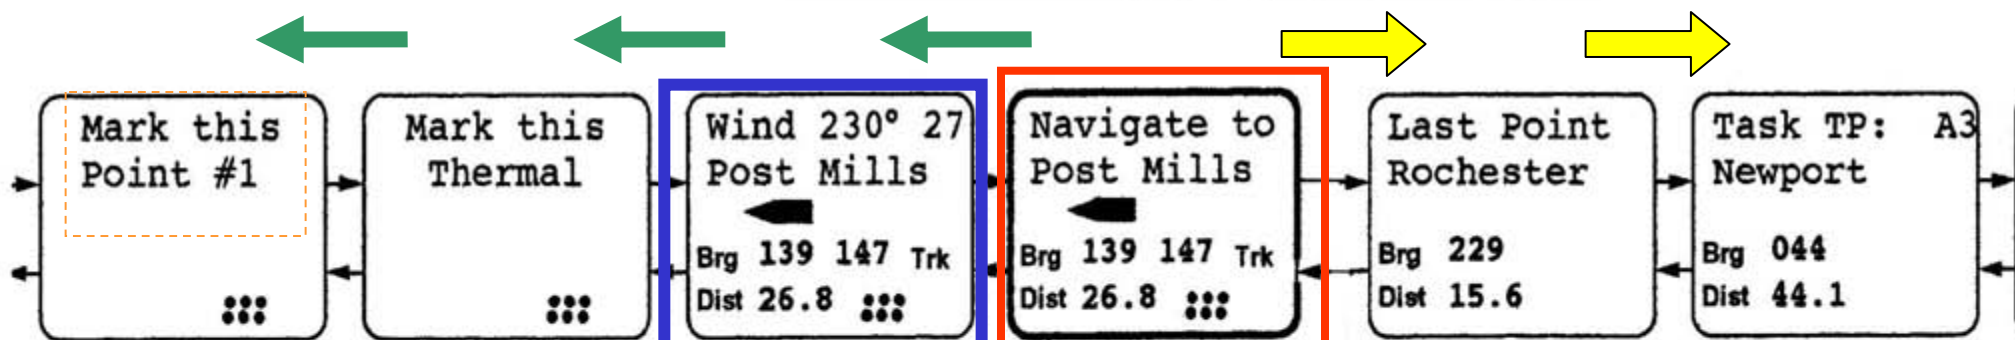 Mark this
Point #1
Mark this
Thermal
Wind 230° 27
Post Mills
Brg 139 147 Trk
Dist 26.8
Navigate to
Post Mills
Brg 139 147 Trk
Dist 26.8
Last Point
Rochester
Brg 229
Dist 15.6
Task TP: A3
Newport
Brg 044
Dist 44.1